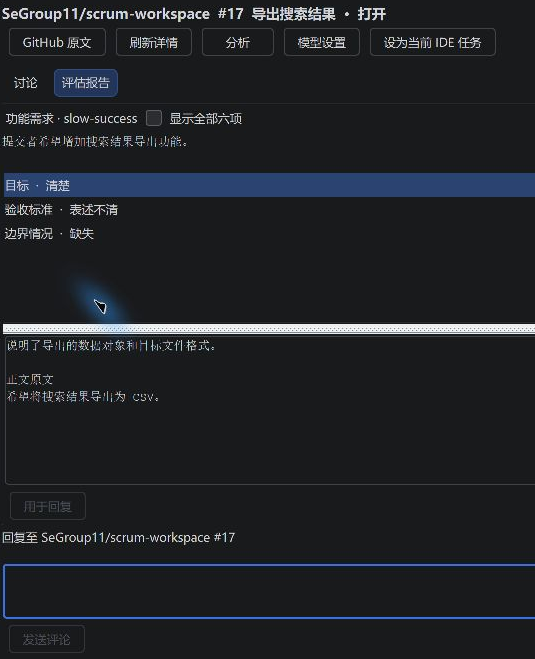 SeGroup11/scrum-workspace #17 导出搜索结果 • 打开
GitHub 原文 刷新详情 分析 模型设置 设为当前 IDE 任务
讨论 评估报告
功能需求 · slow-success 显示全部六项
提交者希望增加搜索结果导出功能。
目标 · 清楚
验收标准 · 表述不清
边界情况 · 缺失
说明了导出的数据对象和目标文件格式。
正文原文
希望将搜索结果导出为 CSV。
用于回复
回复至 SeGroup11/scrum-workspace #17
发送评论